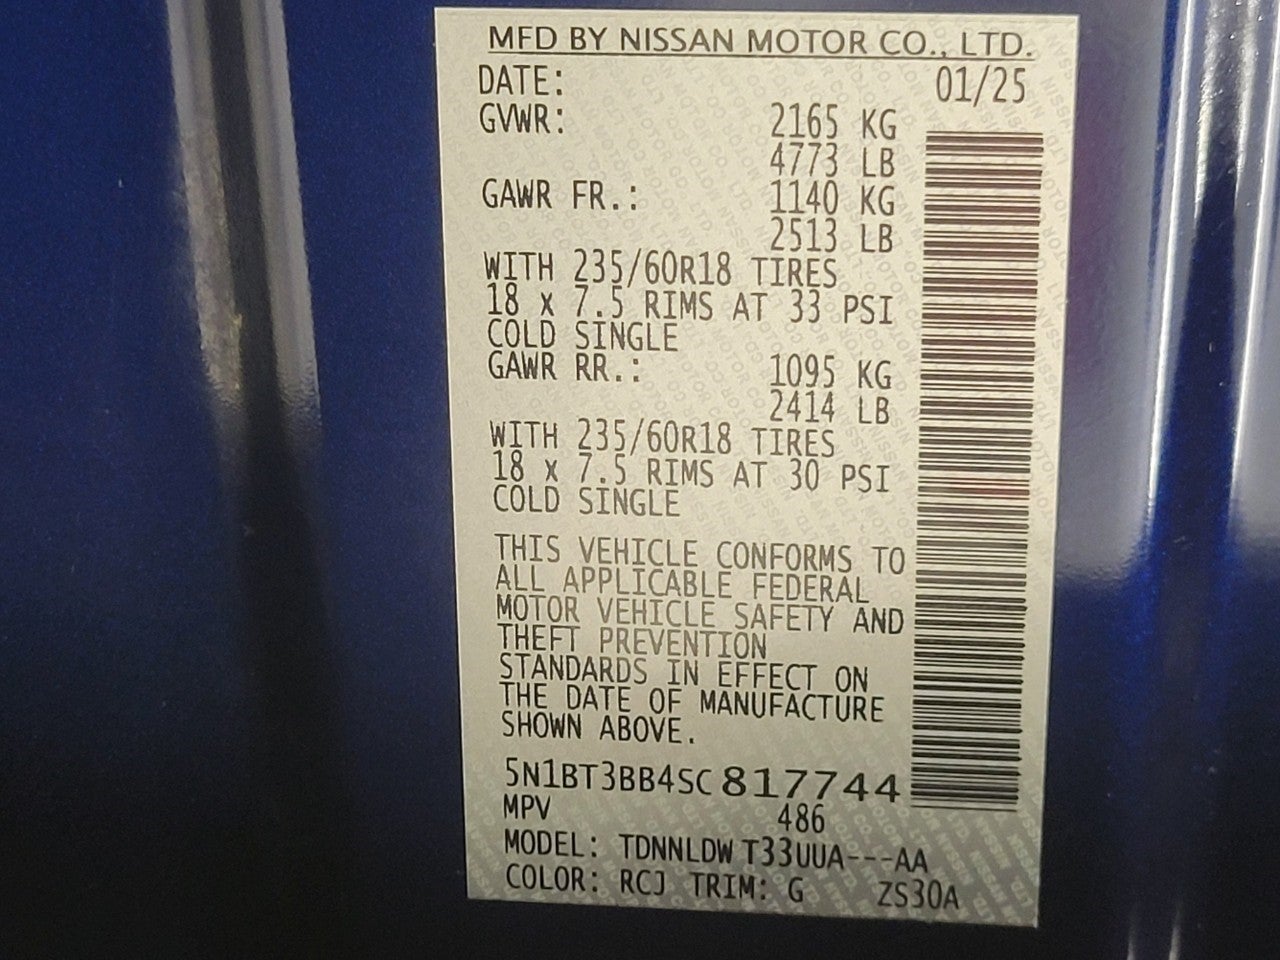 MFD BY NISSAN MOTOR CO., LTD.
DATE: 01/25
GVWR: 2165 KG
4773 LB
GAWR FR.: 1140 KG
2513 LB
WITH 235/60R18 TIRES
18 x 7.5 RIMS AT 33 PSI
COLD SINGLE
GAWR RR.: 1095 KG
2414 LB
WITH 235/60R18 TIRES
18 x 7.5 RIMS AT 30 PSI
COLD SINGLE
THIS VEHICLE CONFORMS TO
ALL APPLICABLE FEDERAL
MOTOR VEHICLE SAFETY AND
THEFT PREVENTION
STANDARDS IN EFFECT ON
THE DATE OF MANUFACTURE
SHOWN ABOVE.
5N1BT3BB4SC817744
MPV 486
MODEL: TDNNLDW T33UUA---AA
COLOR: RCJ TRIM: G ZS30A